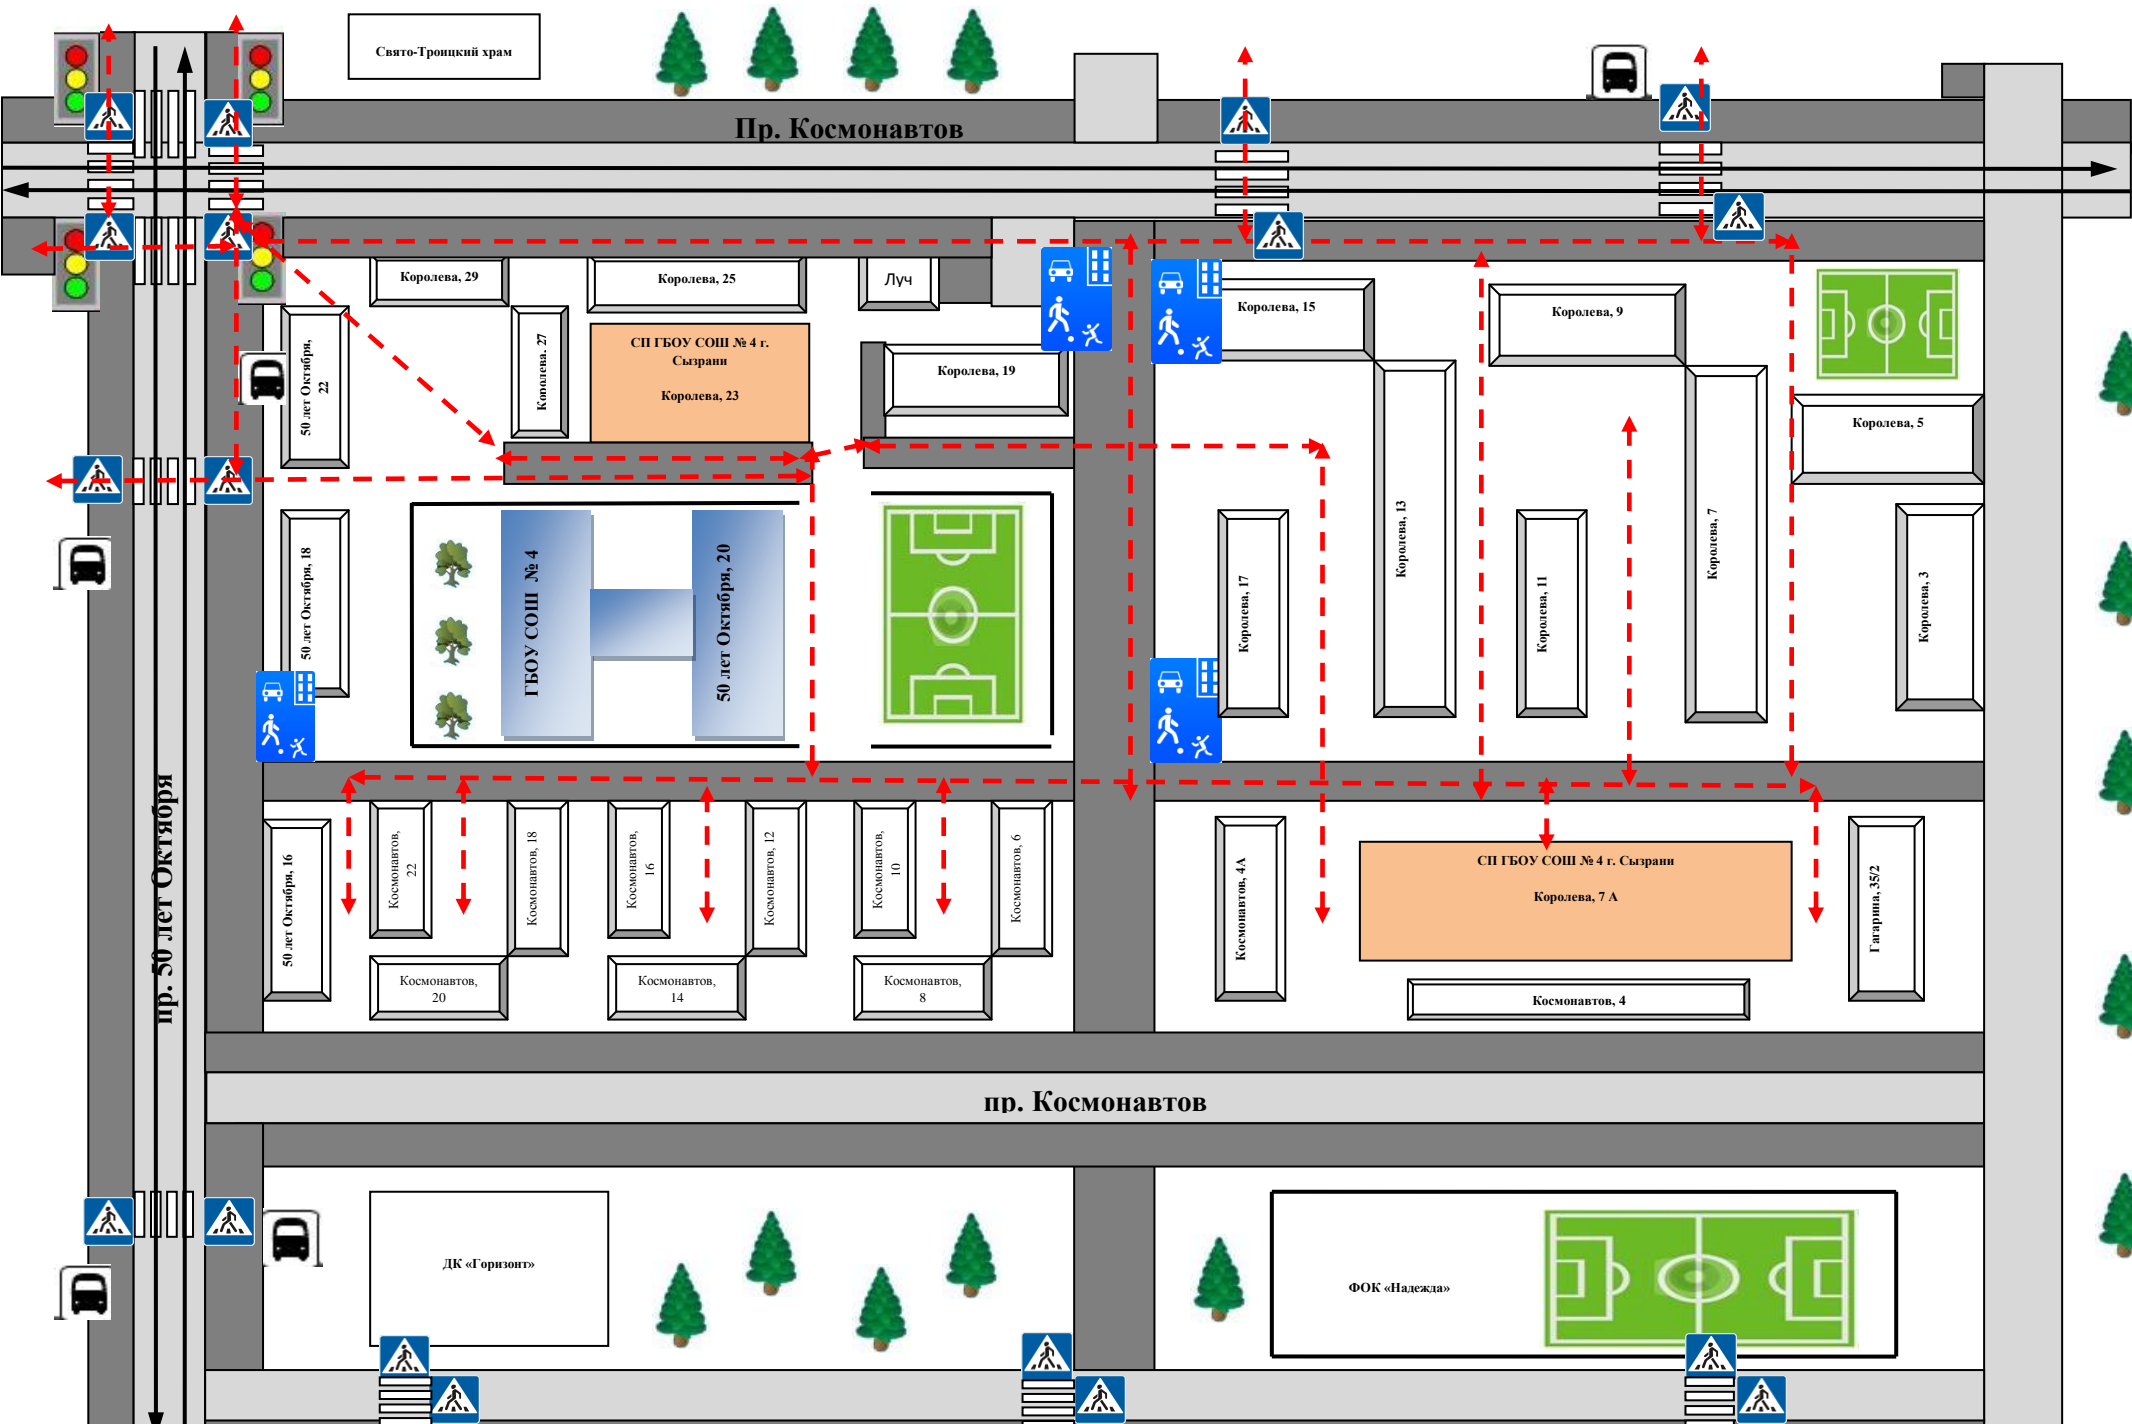 Свято-Троицкий храм
Пр. Космонавтов
Королева, 29
Королева, 25
Луч
Королева, 15
Королева, 9
50 лет Октября,
22
Королева. 27
СП ГБОУ СОШ № 4 г.
Сызрани
Королева, 23
Королева, 19
Королева, 5
50 лет Октября, 18
ГБОУ СОШ № 4
50 лет Октября, 20
Королева, 17
Королева, 13
Королева, 11
Королева, 7
Королева, 3
пр. 50 лет Октября
50 лет Октября, 16
Космонавтов,
22
Космонавтов, 18
Космонавтов,
16
Космонавтов, 12
Космонавтов,
10
Космонавтов, 6
Космонавтов,
20
Космонавтов,
14
Космонавтов,
8
Космонавтов, 4А
СП ГБОУ СОШ № 4 г. Сызрани
Королева, 7 А
Гагарина, 35/2
Космонавтов, 4
пр. Космонавтов
ДК «Горизонт»
ФОК «Надежда»